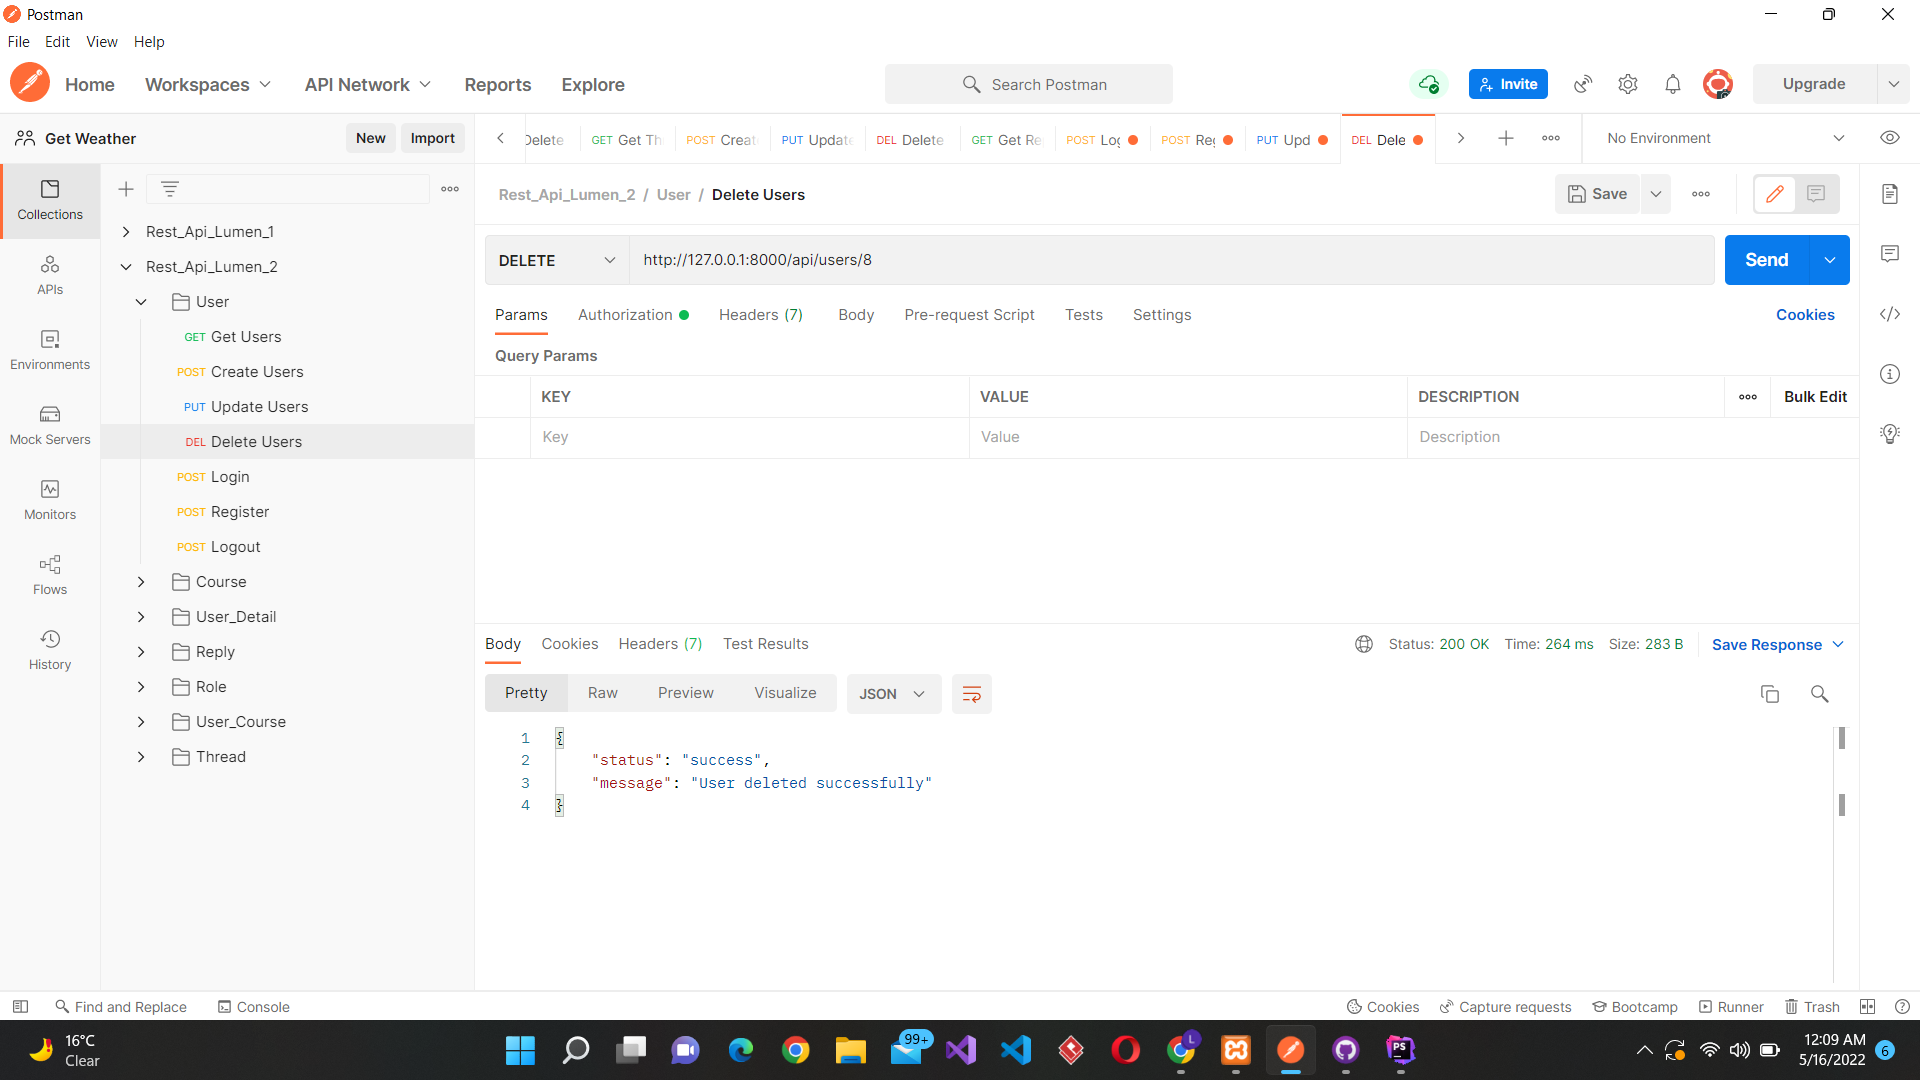 Postman
File Edit View Help
Home Workspaces API Network Reports Explore Search Postman Invite Upgrade
Get Weather New Import Delete GET Get Th POST Creat PUT Update DEL Delete GET Get Re POST Log POST Reg PUT Upd DEL Dele No Environment
Collections
APIs
Environments
Mock Servers
Monitors
Flows
History
Rest_Api_Lumen_1
Rest_Api_Lumen_2
User
GET Get Users
POST Create Users
PUT Update Users
DEL Delete Users
POST Login
POST Register
POST Logout
Course
User_Detail
Reply
Role
User_Course
Thread
Rest_Api_Lumen_2 / User / Delete Users Save
DELETE http://127.0.0.1:8000/api/users/8 Send
Params Authorization Headers (7) Body Pre-request Script Tests Settings Cookies
Query Params
KEY VALUE DESCRIPTION Bulk Edit
Key Value Description
Body Cookies Headers (7) Test Results Status: 200 OK Time: 264 ms Size: 283 B Save Response
Pretty Raw Preview Visualize JSON
1 {
2 "status": "success",
3 "message": "User deleted successfully"
4 }
Find and Replace Console Cookies Capture requests Bootcamp Runner Trash
16°C
Clear
99+
L
PS
12:09 AM
5/16/2022
6